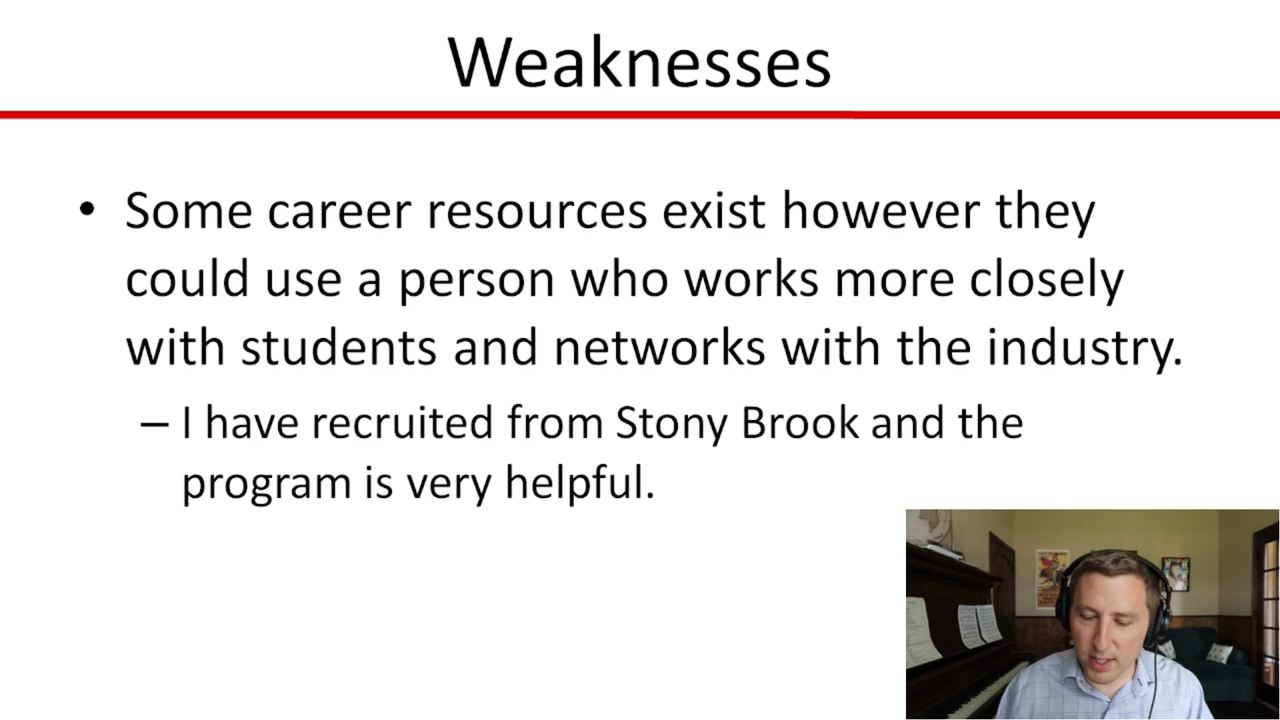 Weaknesses
• Some career resources exist however they
could use a person who works more closely
with students and networks with the industry.
– I have recruited from Stony Brook and the
program is very helpful.